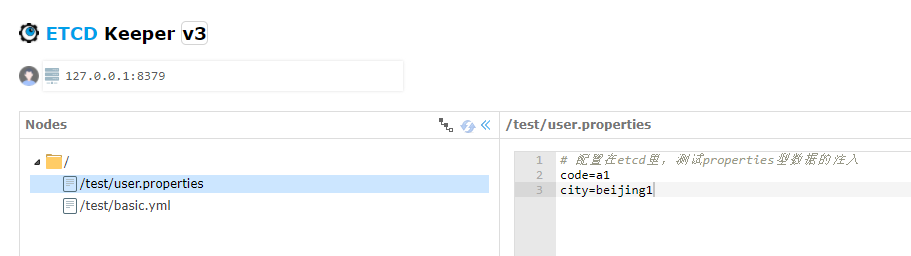 ETCD Keeper v3
127.0.0.1:8379
Nodes
/
/test/user.properties
/test/basic.yml
/test/user.properties
1 # 配置在etcd里，测试properties型数据的注入
2 code=a1
3 city=beijing1